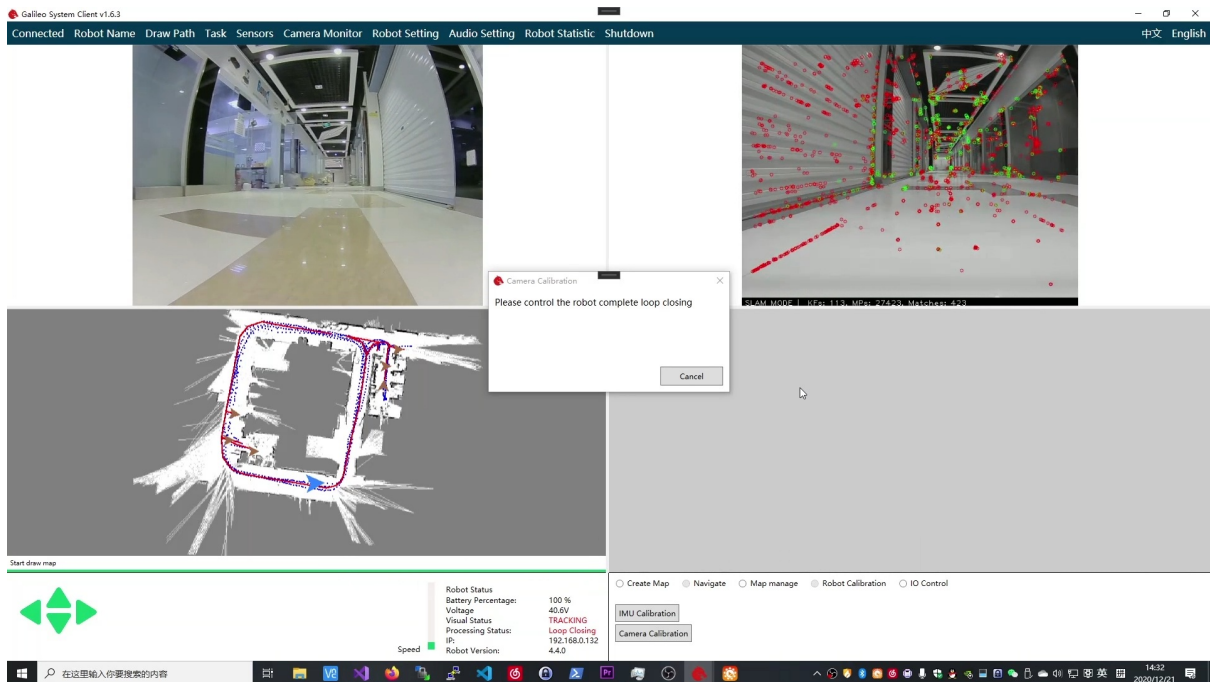 Galileo System Client v1.6.3
Connected Robot Name Draw Path Task Sensors Camera Monitor Robot Setting Audio Setting Robot Statistic Shutdown 中文 English
SLAM MODE | KFs: 113, MPs: 27423, Matches: 423
Camera Calibration
Please control the robot complete loop closing
Cancel
Start draw map
Speed
Robot Status
Battery Percentage: 100 %
Voltage 40.6V
Visual Status TRACKING
Processing Status: Loop Closing
IP: 192.168.0.132
Robot Version: 4.4.0
Create Map Navigate Map manage Robot Calibration IO Control
IMU Calibration
Camera Calibration
在这里输入你要搜索的内容
英
14:32
2020/12/21